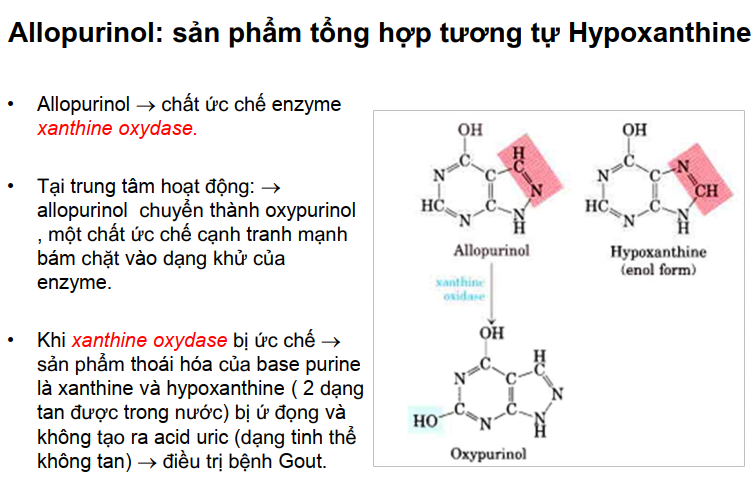 Allopurinol: sản phẩm tổng hợp tương tự Hypoxanthine
• Allopurinol → chất ức chế enzyme
xanthine oxydase.
• Tại trung tâm hoạt động: →
allopurinol chuyển thành oxypurinol
, một chất ức chế cạnh tranh mạnh
bám chặt vào dạng khử của
enzyme.
• Khi xanthine oxydase bị ức chế →
sản phẩm thoái hóa của base purine
là xanthine và hypoxanthine ( 2 dạng
tan được trong nước) bị ứ đọng và
không tạo ra acid uric (dạng tinh thể
không tan) → điều trị bệnh Gout.
OH
H
C
C
N
C
N
HC
C
N
N
H
Allopurinol
OH
C
N
N
C
CH
HC
C
N
N
H
Hypoxanthine
(enol form)
xanthine
oxidase
OH
H
C
C
N
C
N
HO
C
C
N
N
H
Oxypurinol